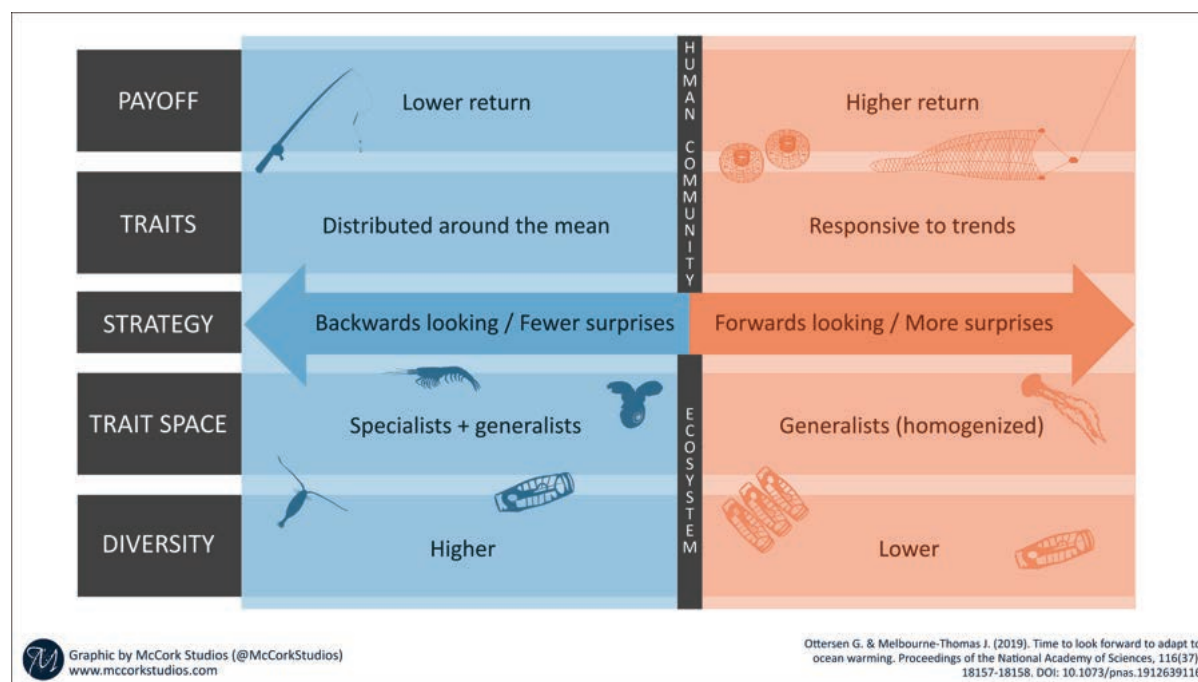 PAYOFF
Lower return
Higher return
HUMAN COMMUNITY
TRAITS
Distributed around the mean
Responsive to trends
STRATEGY
Backwards looking / Fewer surprises
Forwards looking / More surprises
TRAIT SPACE
Specialists + generalists
Generalists (homogenized)
ECOSYSTEM
DIVERSITY
Higher
Lower
M
Graphic by McCork Studios (@McCorkStudios)
www.mccorkstudios.com
Ottersen G. & Melbourne-Thomas J. (2019). Time to look forward to adapt to
ocean warming. Proceedings of the National Academy of Sciences, 116(37)
18157-18158. DOI: 10.1073/pnas.191263911